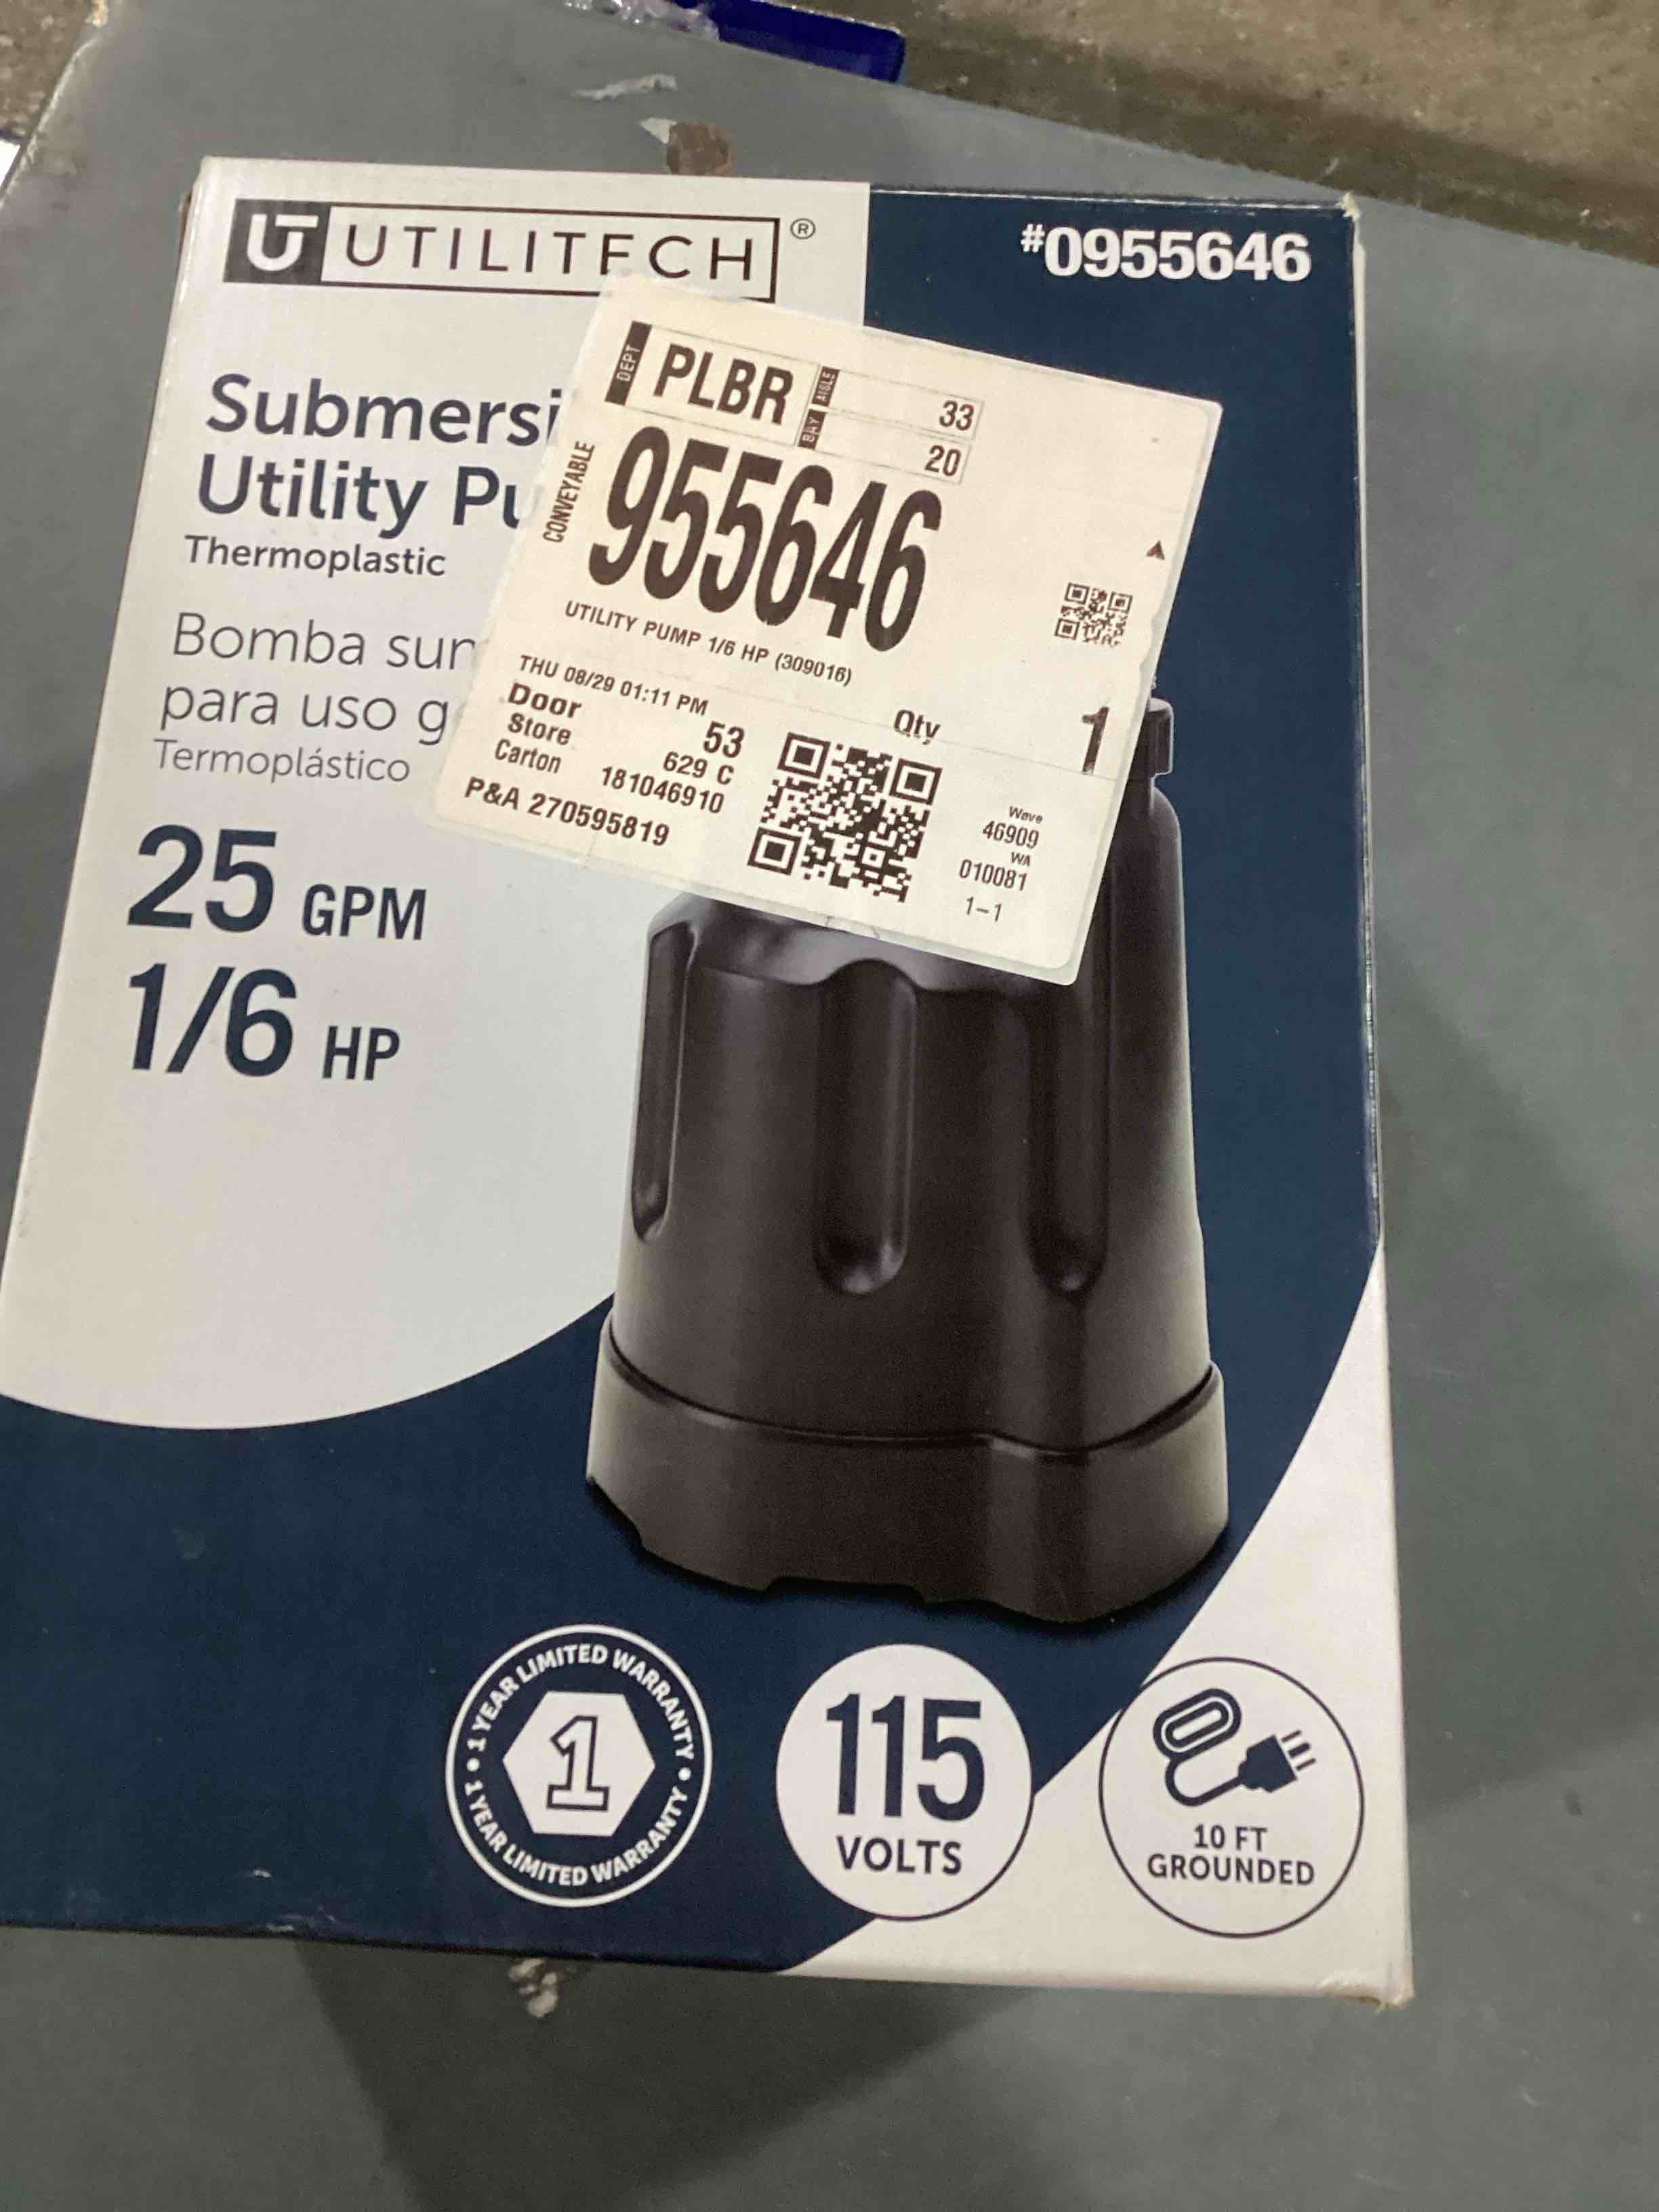 UTILITECH®
#0955646
Submersi
Utility Pu
Thermoplastic
Bomba sum
para uso g
Termoplástico
25 GPM
1/6 HP
DEPT PLBR AISLE 33
BAY 20
CONVEYABLE
955646
UTILITY PUMP 1/6 HP (309016)
THU 08/29 01:11 PM
Door 53
Store 629 C
Carton 181046910
P&A 270595819
Qty 1
Wave
46909
WA
010081
1-1
1 YEAR LIMITED WARRANTY • 1 YEAR LIMITED WARRANTY •
1
115
VOLTS
10 FT
GROUNDED